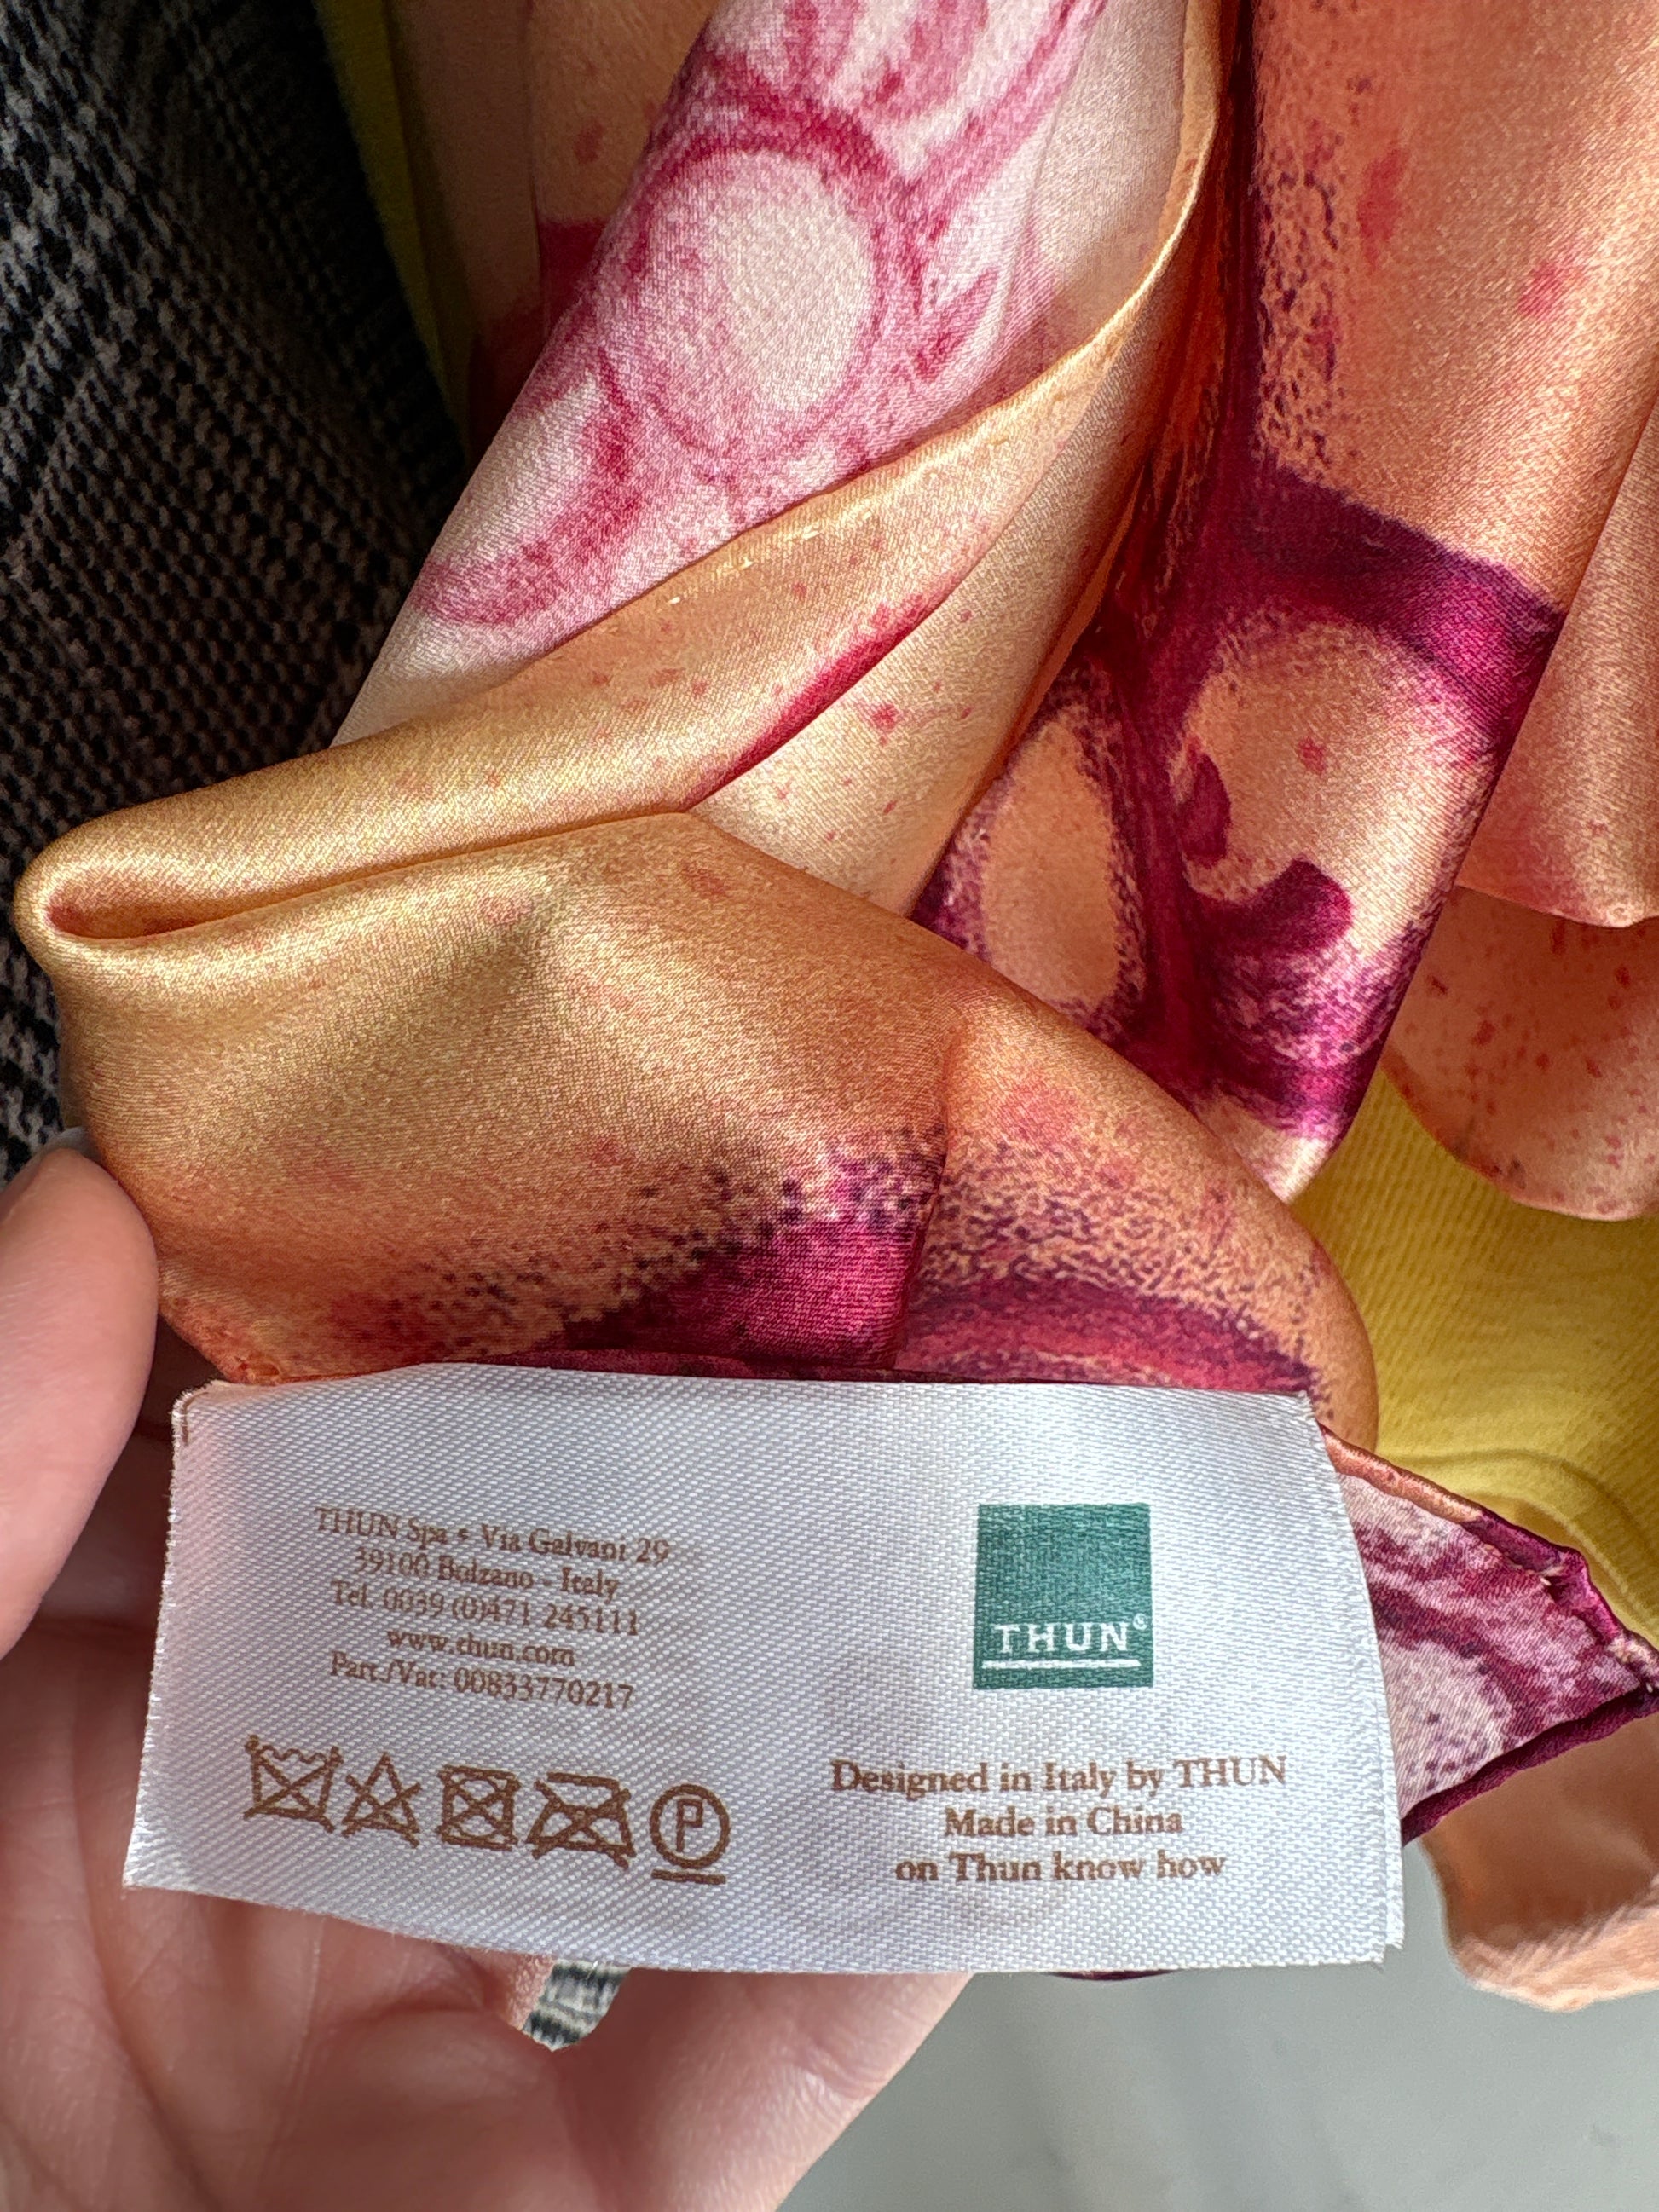 THUN Spa • Via Galvani 29
39100 Bolzano - Italy
Tel. 0039 (0)471 245111
www.thun.com
Part./Vat: 00833770217
P
THUN®
Designed in Italy by THUN
Made in China
on Thun know how